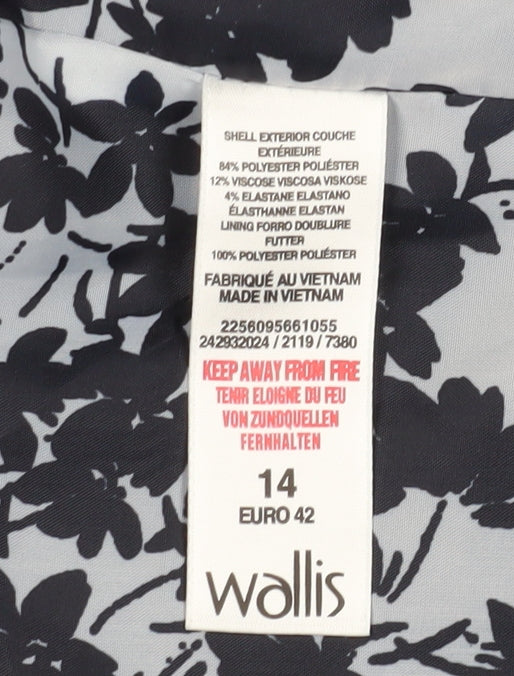 SHELL EXTERIOR COUCHE
EXTÉRIEURE
84% POLYESTER POLIÉSTER
12% VISCOSE VISCOSA VISKOSE
4% ELASTANE ELASTANO
ÉLASTHANNE ELASTAN
LINING FORRO DOUBLURE
FUTTER
100% POLYESTER POLIÉSTER
FABRIQUÉ AU VIETNAM
MADE IN VIETNAM
2256095661055
242932024 / 2119 / 7380
KEEP AWAY FROM FIRE
TENIR ELOIGNE DU FEU
VON ZUNDQUELLEN
FERNHALTEN
14
EURO 42
wallis